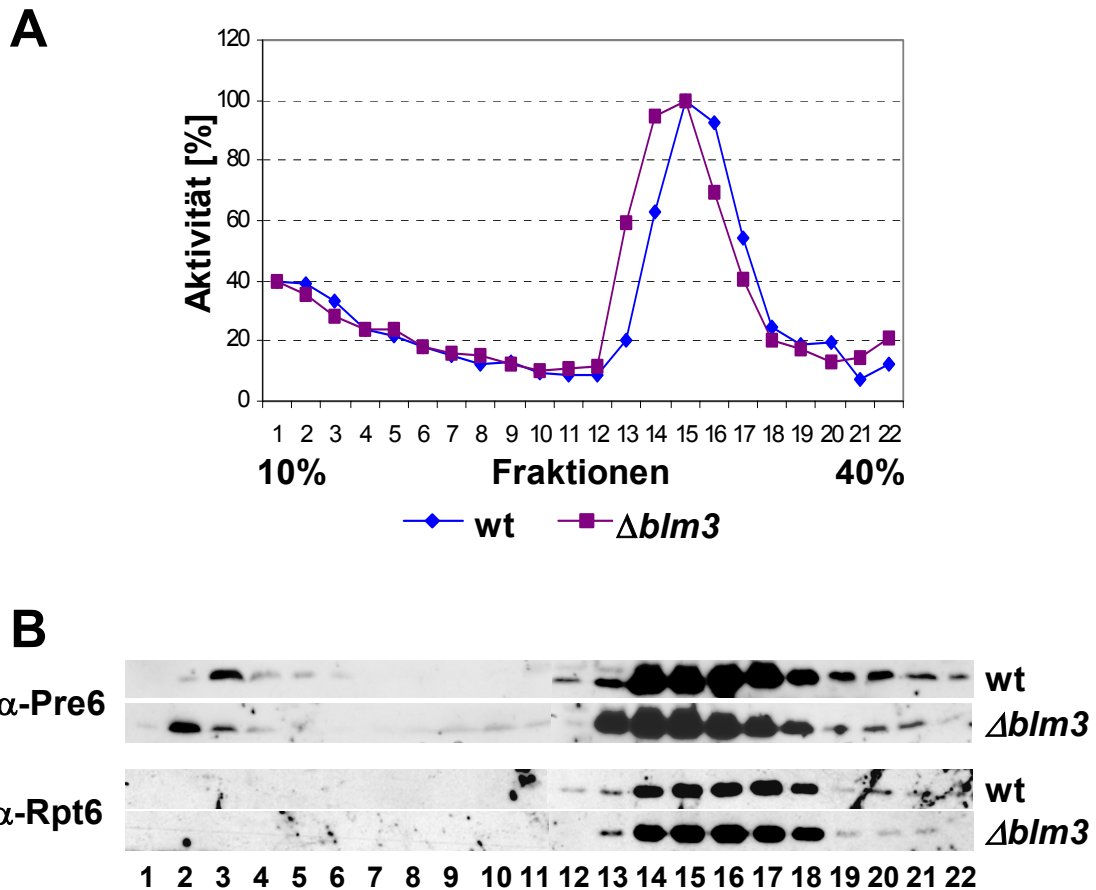 A
Aktivität [%]
120
100
80
60
40
20
0
1 2 3 4 5 6 7 8 9 10 11 12 13 14 15 16 17 18 19 20 21 22
10% Fraktionen 40%
wt Δblm3
B
α-Pre6
wt
Δblm3
α-Rpt6
wt
Δblm3
1 2 3 4 5 6 7 8 9 10 11 12 13 14 15 16 17 18 19 20 21 22